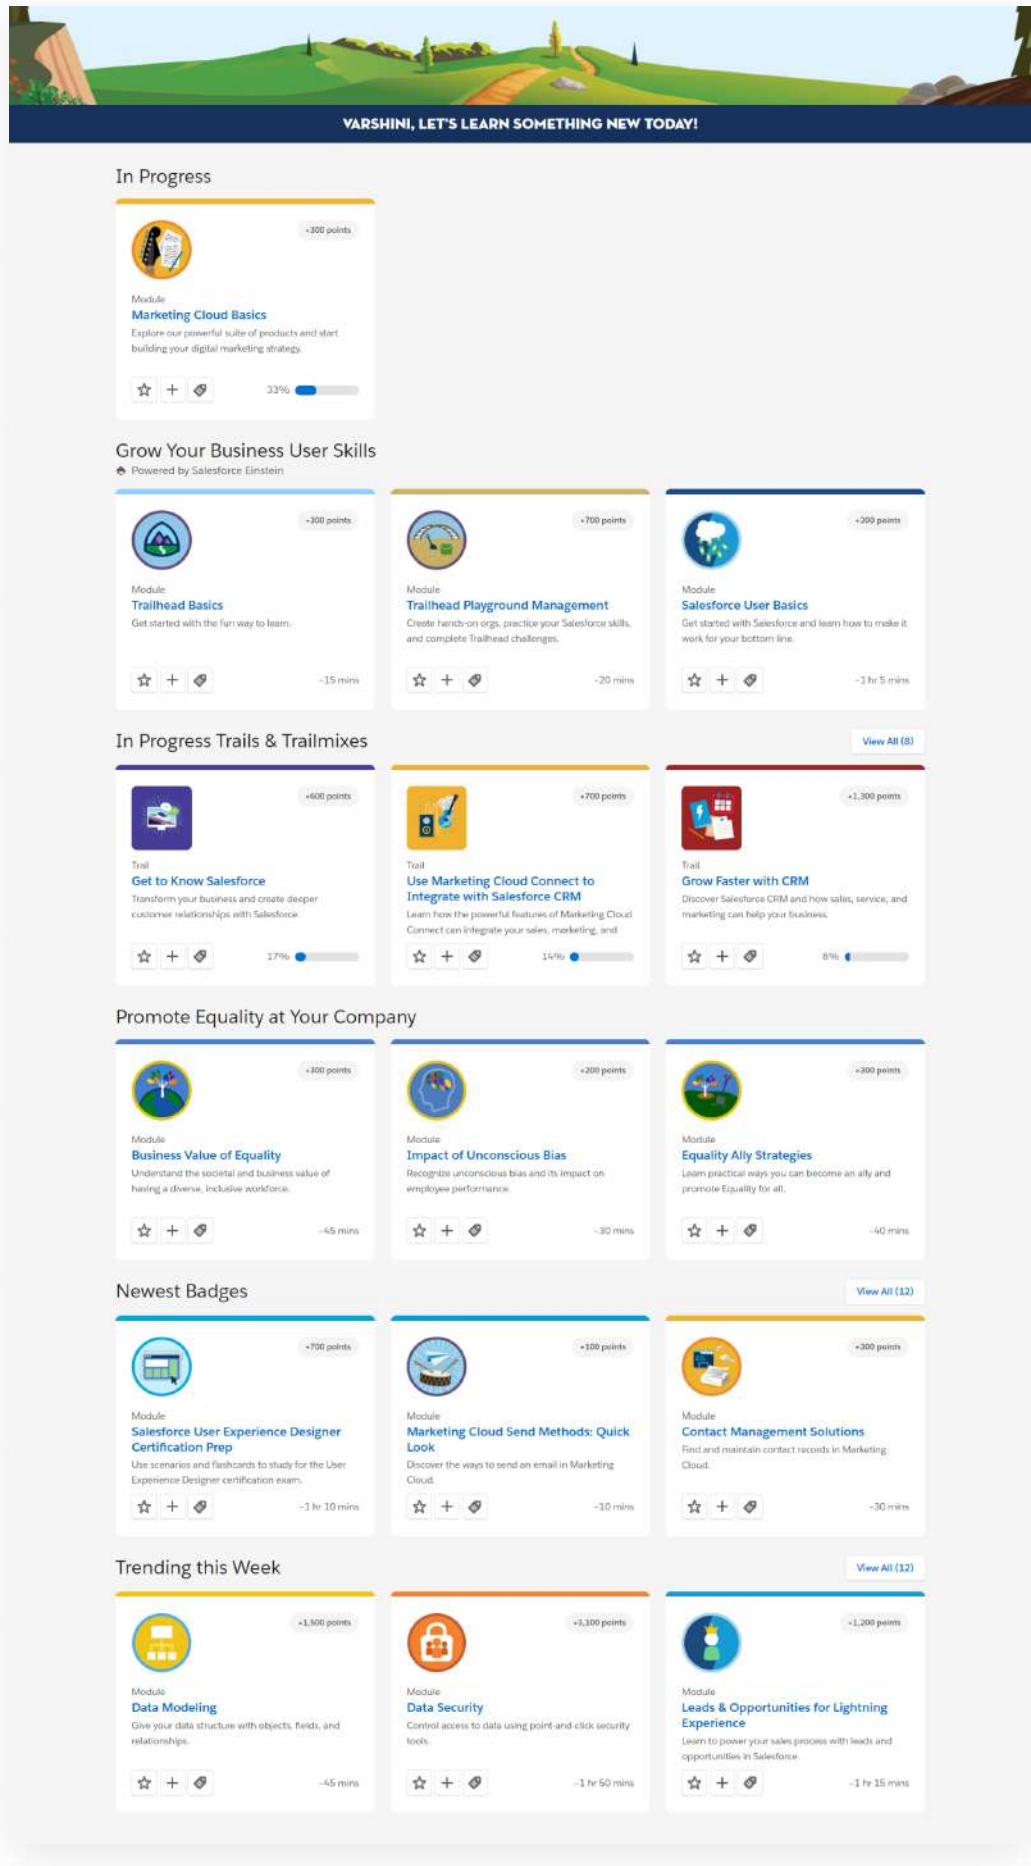 VARSHINI, LET'S LEARN SOMETHING NEW TODAY!
In Progress
+300 points
Module
Marketing Cloud Basics
Explore our powerful suite of products and start
building your digital marketing strategy.
33%
Grow Your Business User Skills
Powered by Salesforce Einstein
+300 points
Module
Trailhead Basics
Get started with the fun way to learn.
~15 mins
+700 points
Module
Trailhead Playground Management
Create hands-on orgs, practice your Salesforce skills,
and complete Trailhead challenges.
~20 mins
+200 points
Module
Salesforce User Basics
Get started with Salesforce and learn how to make it
work for your bottom line.
~1 hr 5 mins
In Progress Trails & Trailmixes
View All (8)
+600 points
Trail
Get to Know Salesforce
Transform your business and create deeper
customer relationships with Salesforce.
17%
+700 points
Trail
Use Marketing Cloud Connect to
Integrate with Salesforce CRM
Learn how the powerful features of Marketing Cloud
Connect can integrate your sales, marketing, and
14%
+1,300 points
Trail
Grow Faster with CRM
Discover Salesforce CRM and how sales, service, and
marketing can help your business.
8%
Promote Equality at Your Company
+300 points
Module
Business Value of Equality
Understand the societal and business value of
having a diverse, inclusive workforce.
~45 mins
+200 points
Module
Impact of Unconscious Bias
Recognize unconscious bias and its impact on
employee performance.
~30 mins
+300 points
Module
Equality Ally Strategies
Learn practical ways you can become an ally and
promote Equality for all.
~40 mins
Newest Badges
View All (12)
+700 points
Module
Salesforce User Experience Designer
Certification Prep
Use scenarios and flashcards to study for the User
Experience Designer certification exam.
~1 hr 10 mins
+100 points
Module
Marketing Cloud Send Methods: Quick
Look
Discover the ways to send an email in Marketing
Cloud.
~10 mins
+300 points
Module
Contact Management Solutions
Find and maintain contact records in Marketing
Cloud.
~30 mins
Trending this Week
View All (12)
+1,500 points
Module
Data Modeling
Give your data structure with objects, fields, and
relationships.
~45 mins
+3,100 points
Module
Data Security
Control access to data using point-and-click security
tools.
~1 hr 50 mins
+1,200 points
Module
Leads & Opportunities for Lightning
Experience
Learn to power your sales process with leads and
opportunities in Salesforce.
~1 hr 15 mins